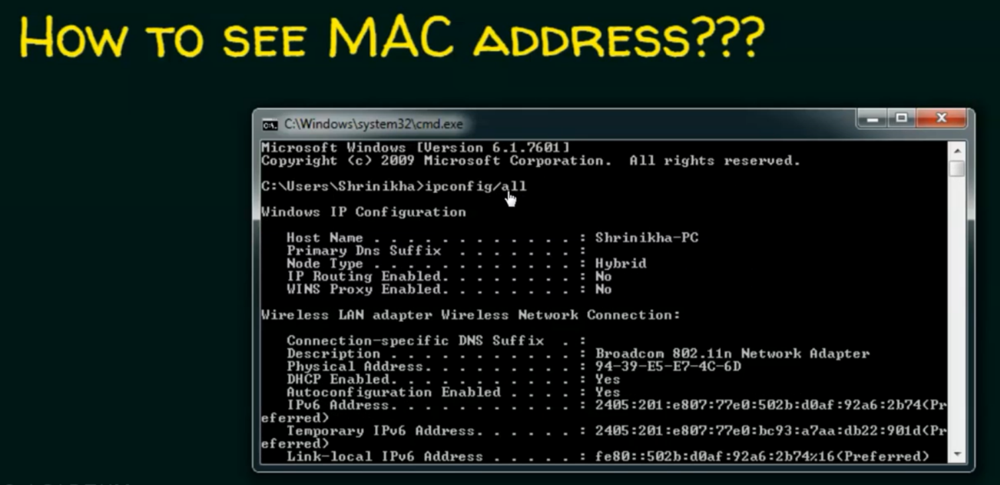 How to see MAC address???
C:\Windows\system32\cmd.exe
Microsoft Windows [Version 6.1.7601]
Copyright (c) 2009 Microsoft Corporation.  All rights reserved.
C:\Users\Shrinikha>ipconfig/all
Windows IP Configuration
   Host Name . . . . . . . . . . . . : Shrinikha-PC
   Primary Dns Suffix  . . . . . . . :
   Node Type . . . . . . . . . . . . : Hybrid
   IP Routing Enabled. . . . . . . . : No
   WINS Proxy Enabled. . . . . . . . : No
Wireless LAN adapter Wireless Network Connection:
   Connection-specific DNS Suffix  . :
   Description . . . . . . . . . . . : Broadcom 802.11n Network Adapter
   Physical Address. . . . . . . . . : 94-39-E5-E7-4C-6D
   DHCP Enabled. . . . . . . . . . . : Yes
   Autoconfiguration Enabled . . . . : Yes
   IPv6 Address. . . . . . . . . . . : 2405:201:e807:77e0:502b:d0af:92a6:2b74(Pr
eferred)
   Temporary IPv6 Address. . . . . . : 2405:201:e807:77e0:bc93:a7aa:db22:901d(Pr
eferred)
   Link-local IPv6 Address . . . . . : fe80::502b:d0af:92a6:2b74%16(Preferred)